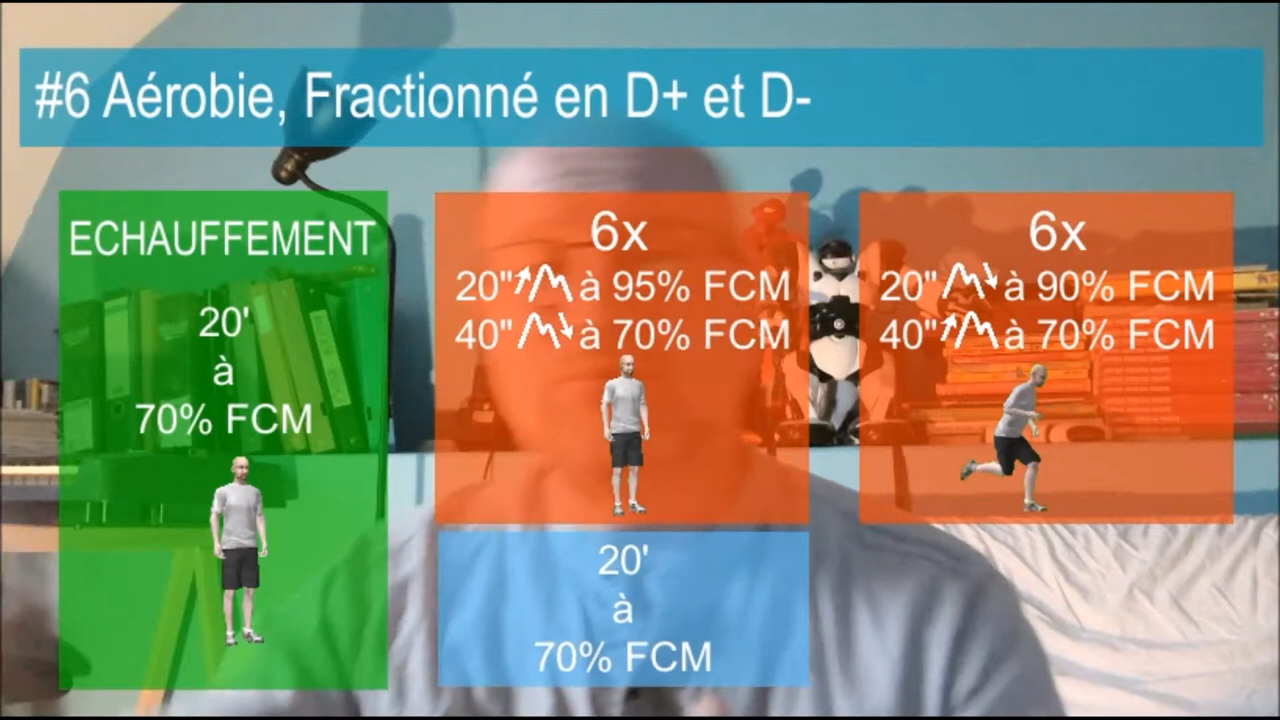 #6 Aérobie, Fractionné en D+ et D-
ECHAUFFEMENT
20'
à
70% FCM
6x
20" à 95% FCM
40" à 70% FCM
20'
à
70% FCM
6x
20" à 90% FCM
40" à 70% FCM